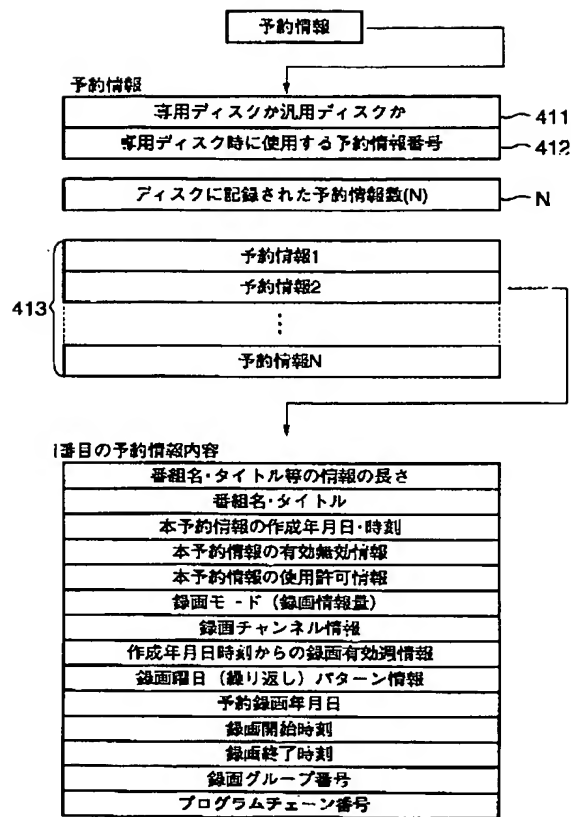 予約情報
予約情報
専用ディスクか汎用ディスクか
411
専用ディスク時に使用する予約情報番号
412
ディスクに記録された予約情報数(N)
N
予約情報1
予約情報2
413
⋮
予約情報N
i番目の予約情報内容
番組名・タイトル等の情報の長さ
番組名・タイトル
本予約情報の作成年月日・時刻
本予約情報の有効無効情報
本予約情報の使用許可情報
録画モード（録画情報量）
録画チャンネル情報
作成年月日時刻からの録画有効週情報
録画曜日（繰り返し）パターン情報
予約録画年月日
録画開始時刻
録画終了時刻
録画グループ番号
プログラムチェーン番号